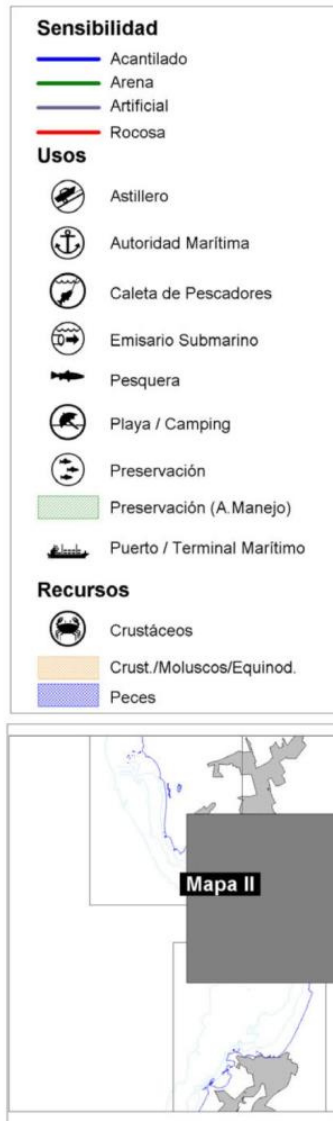 Sensibilidad
Acantilado
Arena
Artificial
Rocosa
Usos
Astillero
Autoridad Marítima
Caleta de Pescadores
Emisario Submarino
Pesquera
Playa / Camping
Preservación
Preservación (A.Manejo)
Puerto / Terminal Marítimo
Recursos
Crustáceos
Crust./Moluscos/Equinod.
Peces
Mapa II